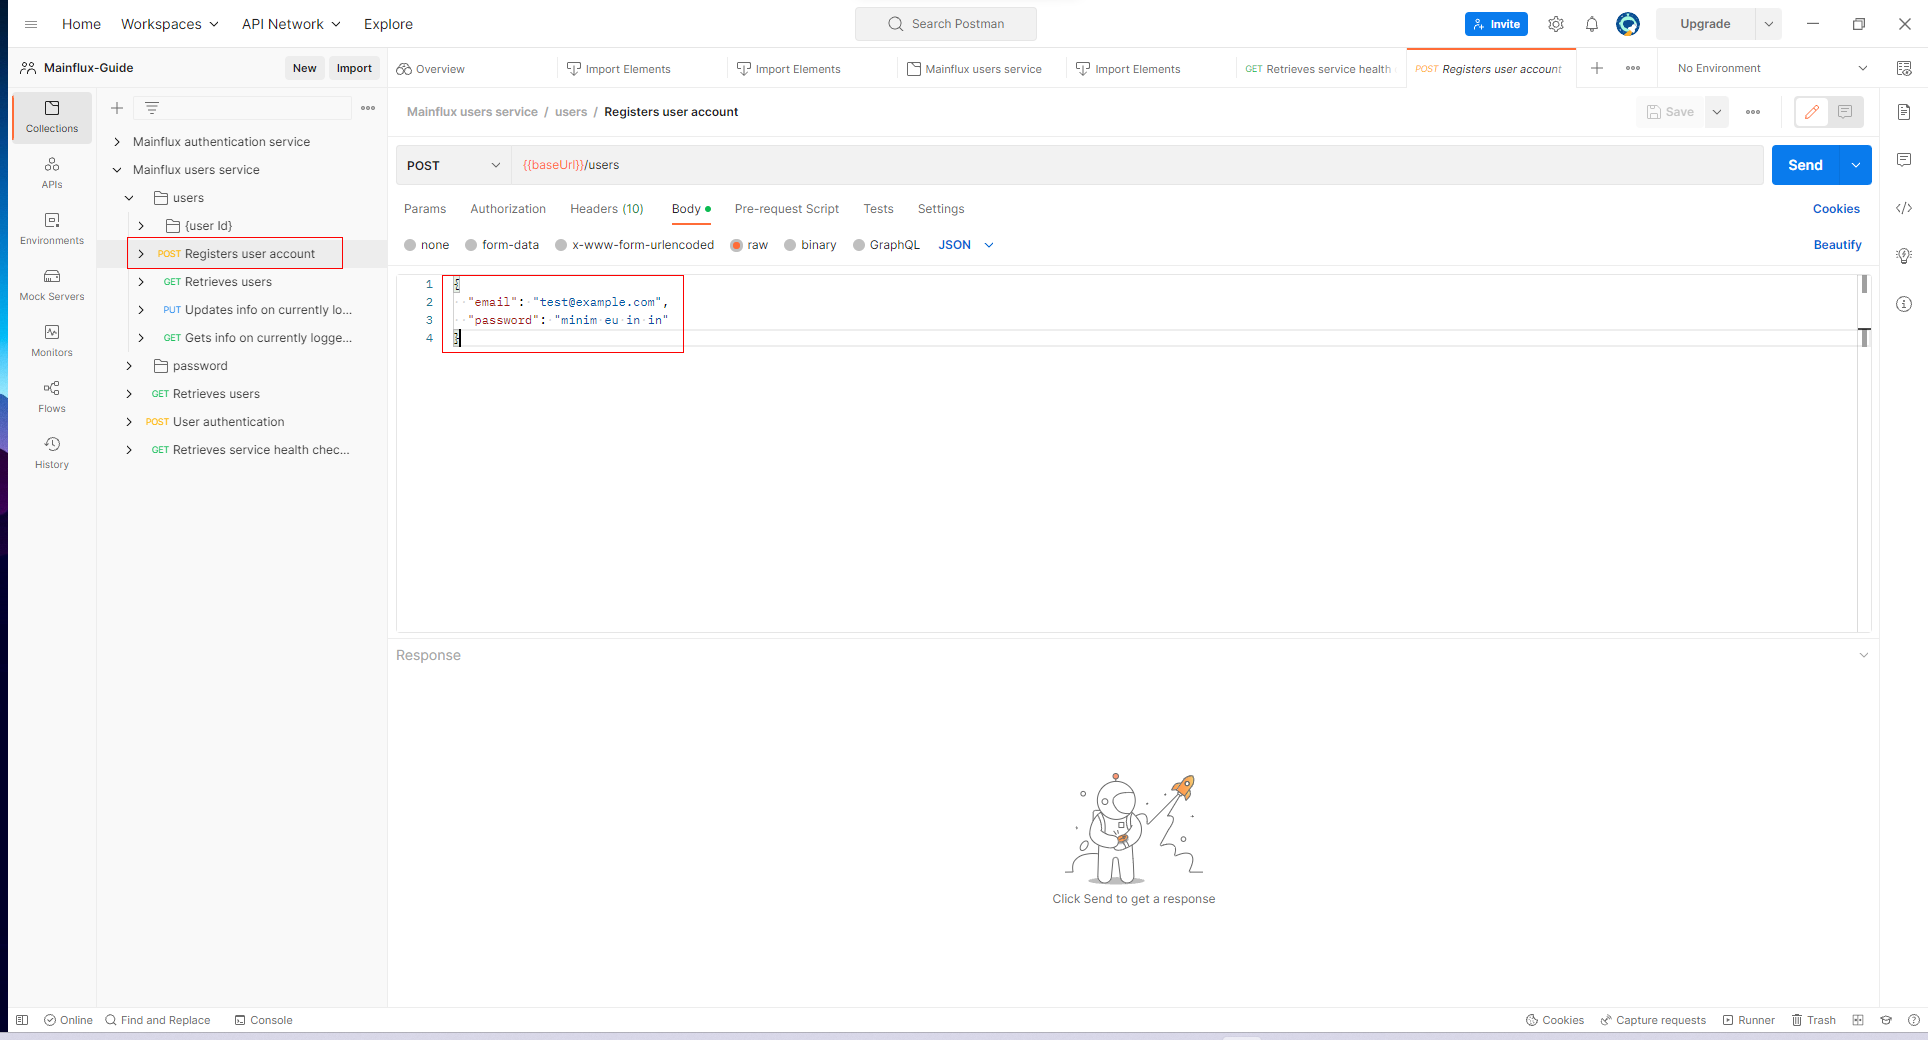 Home Workspaces API Network Explore Search Postman Invite Upgrade
Mainflux-Guide New Import Overview Import Elements Import Elements Mainflux users service Import Elements GET Retrieves service health POST Registers user account No Environment
Collections
APIs
Environments
Mock Servers
Monitors
Flows
History
Mainflux authentication service
Mainflux users service
users
{user Id}
POST Registers user account
GET Retrieves users
PUT Updates info on currently lo...
GET Gets info on currently logge...
password
GET Retrieves users
POST User authentication
GET Retrieves service health chec...
Mainflux users service / users / Registers user account Save
POST {{baseUrl}}/users Send
Params Authorization Headers (10) Body Pre-request Script Tests Settings Cookies
none form-data x-www-form-urlencoded raw binary GraphQL JSON Beautify
1 {
2 "email": "test@example.com",
3 "password": "minim eu in in"
4 }
Response
Click Send to get a response
Online Find and Replace Console Cookies Capture requests Runner Trash